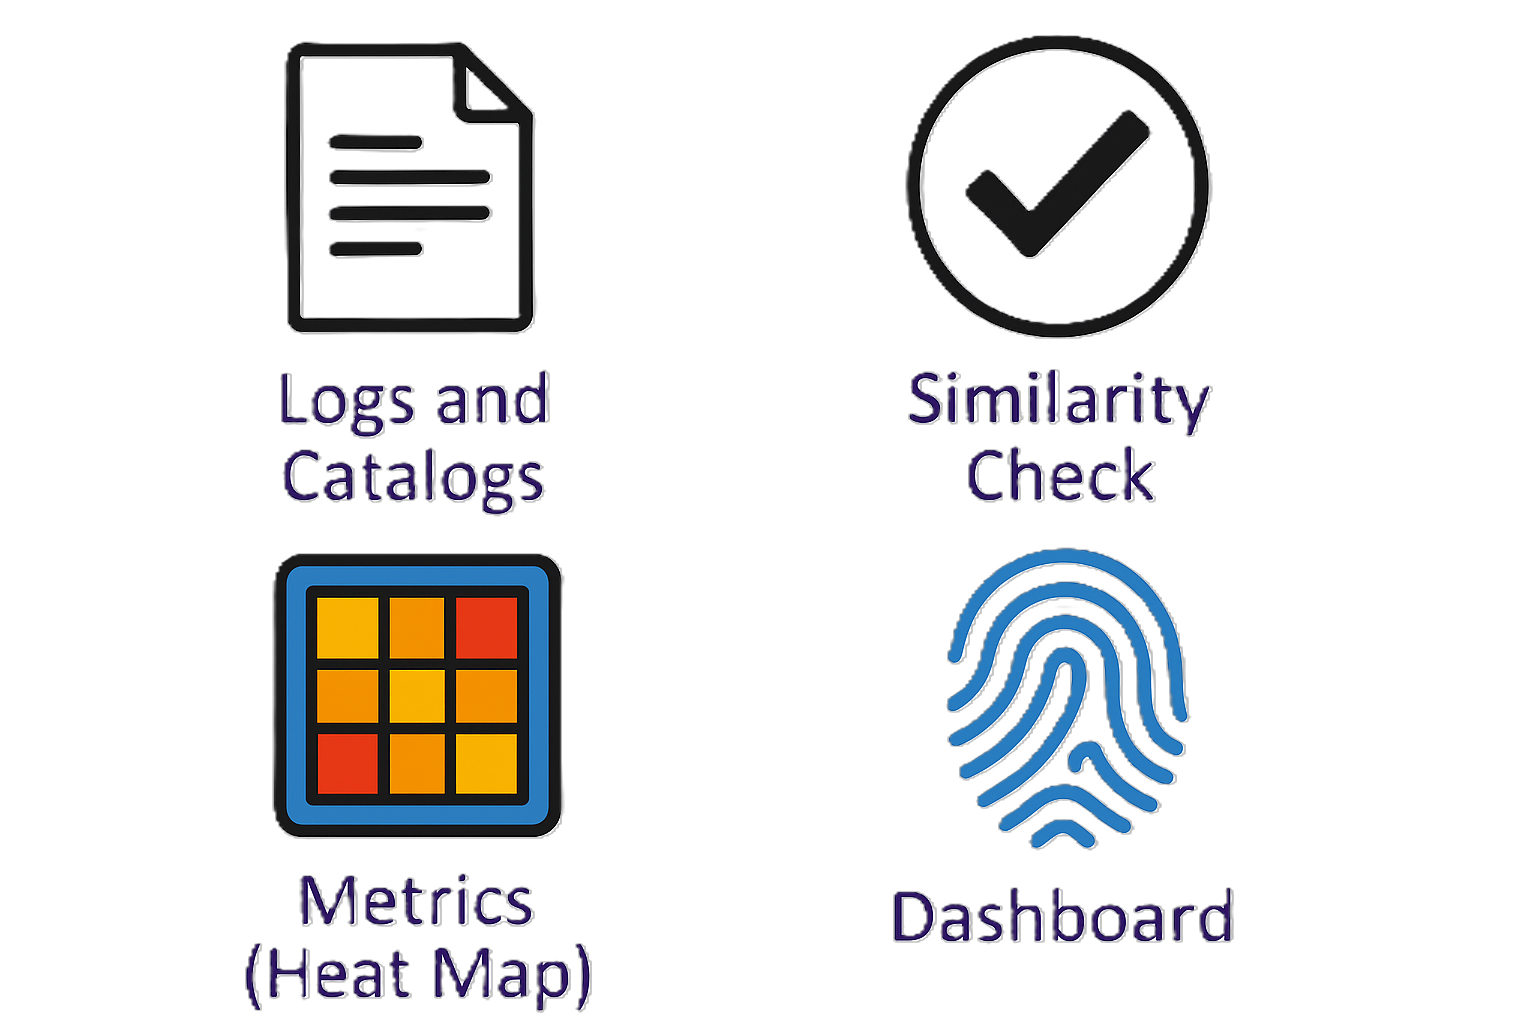 Logs and
Catalogs
Similarity
Check
Metrics
(Heat Map)
Dashboard